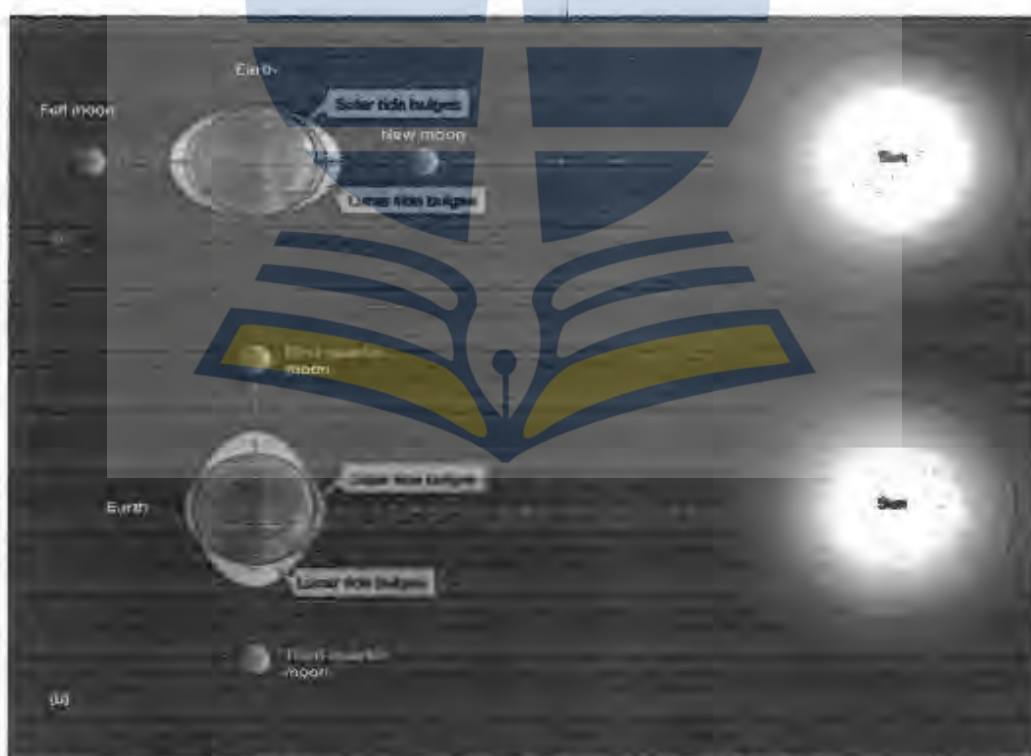 Earth
Full moon
Solar tide bulges
New moon
Sun
Lunar tide bulges
First-quarter
moon
Solar tide bulges
Earth
Sun
Lunar tide bulges
Third-quarter
moon